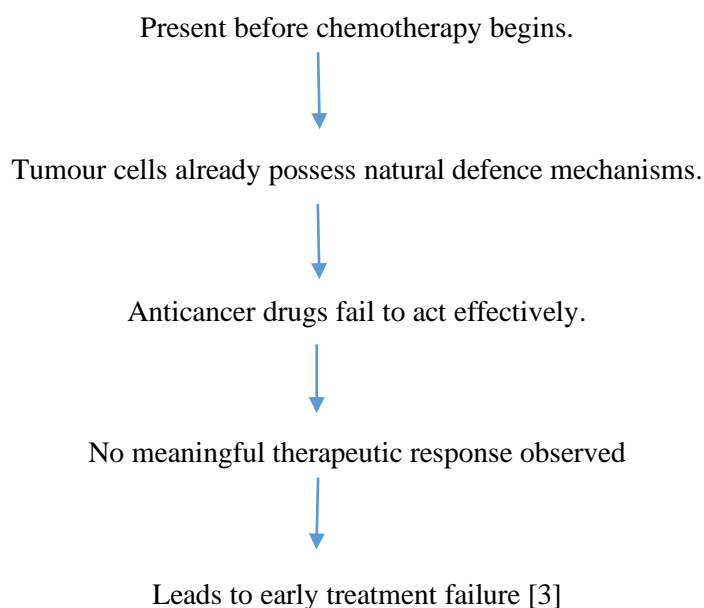 Present before chemotherapy begins.
Tumour cells already possess natural defence mechanisms.
Anticancer drugs fail to act effectively.
No meaningful therapeutic response observed
Leads to early treatment failure [3]